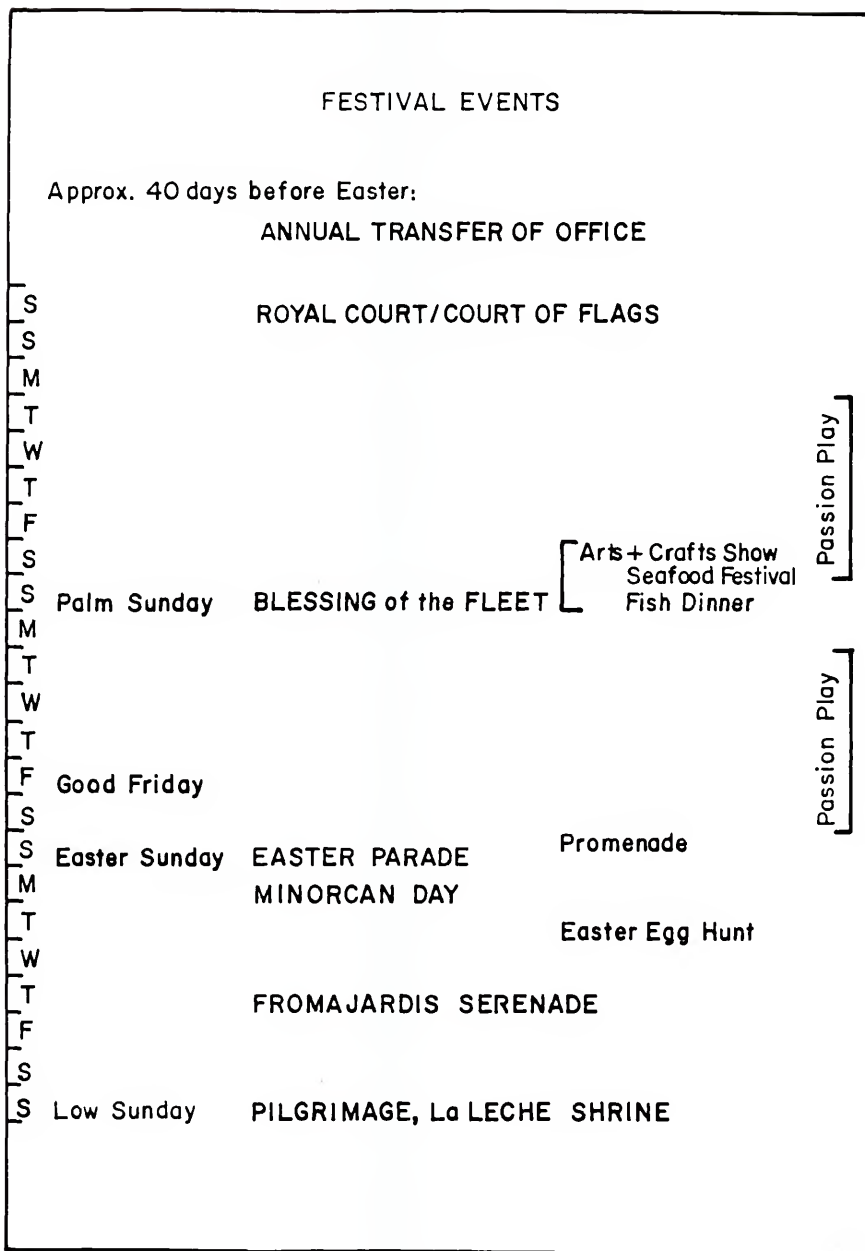 FESTIVAL EVENTS
Approx. 40 days before Easter:
ANNUAL TRANSFER OF OFFICE
S ROYAL COURT/COURT OF FLAGS
S
M
T
W
T
F
Passion Play
S Arts + Crafts Show
Seafood Festival
S Palm Sunday BLESSING of the FLEET Fish Dinner
M
T
W
T
F Good Friday
Passion Play
S
S Easter Sunday EASTER PARADE Promenade
M MINORCAN DAY
T Easter Egg Hunt
W
T FROMAJARDIS SERENADE
F
S
S Low Sunday PILGRIMAGE, La LECHE SHRINE